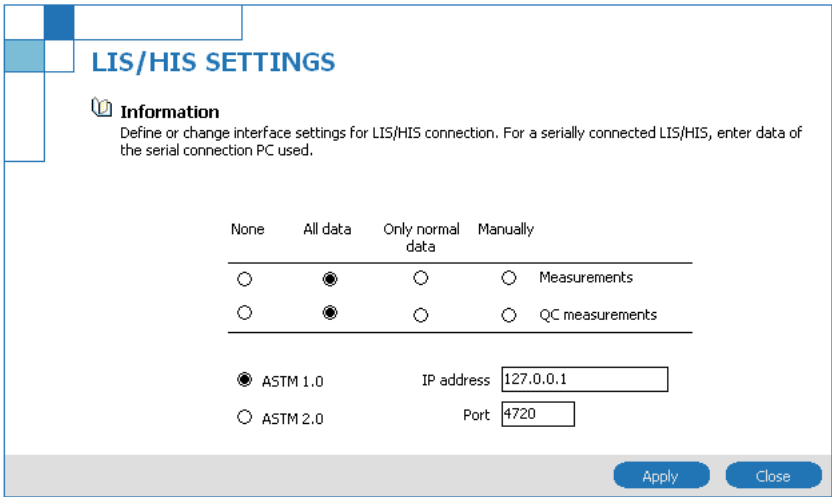 LIS/HIS SETTINGS
Information
Define or change interface settings for LIS/HIS connection. For a serially connected LIS/HIS, enter data of
the serial connection PC used.
None All data Only normal Manually
data
Measurements
QC measurements
ASTM 1.0 IP address 127.0.0.1
ASTM 2.0 Port 4720
Apply Close